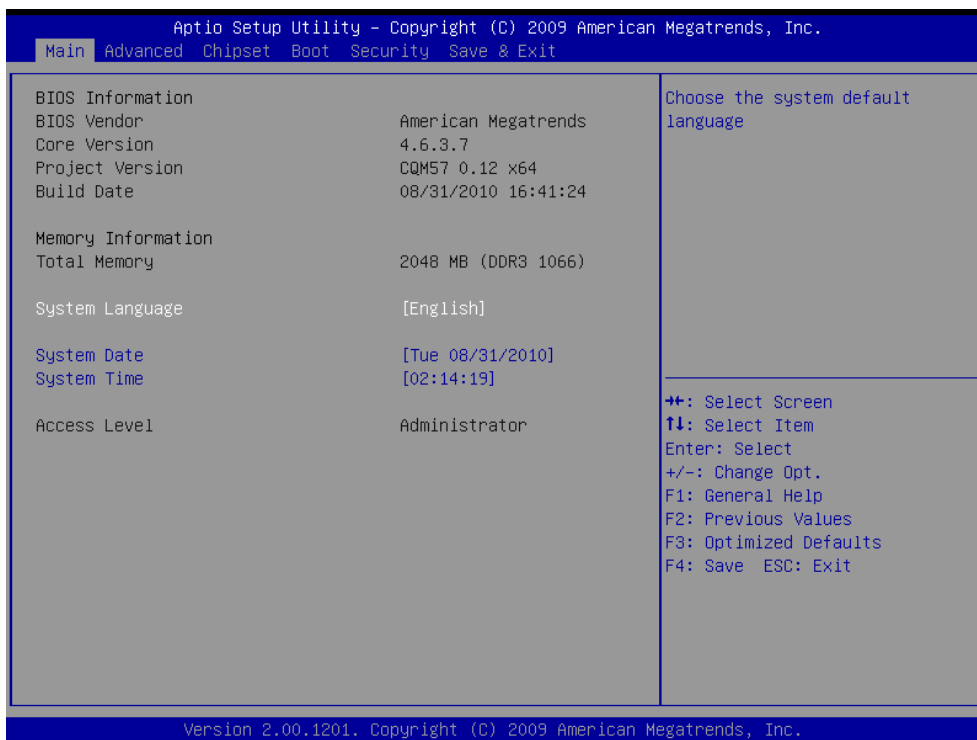 Aptio Setup Utility – Copyright (C) 2009 American Megatrends, Inc.
Main Advanced Chipset Boot Security Save & Exit
BIOS Information
BIOS Vendor American Megatrends
Core Version 4.6.3.7
Project Version CQM57 0.12 x64
Build Date 08/31/2010 16:41:24
Memory Information
Total Memory 2048 MB (DDR3 1066)
System Language [English]
System Date [Tue 08/31/2010]
System Time [02:14:19]
Access Level Administrator
Choose the system default
language
→←: Select Screen
↑↓: Select Item
Enter: Select
+/-: Change Opt.
F1: General Help
F2: Previous Values
F3: Optimized Defaults
F4: Save ESC: Exit
Version 2.00.1201. Copyright (C) 2009 American Megatrends, Inc.